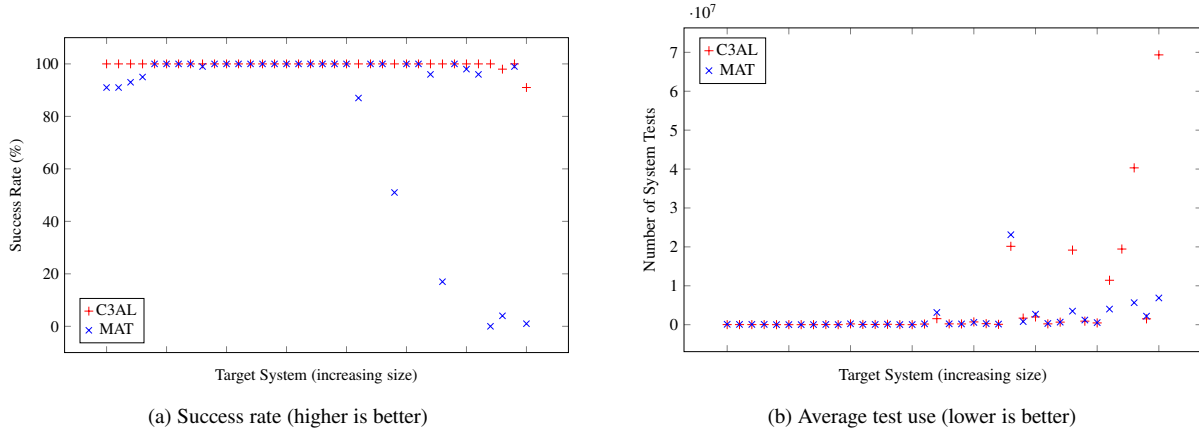 100
80
60
40
20
0
Success Rate (%)
C3AL
MAT
Target System (increasing size)
(a) Success rate (higher is better)
·10⁷
7
6
5
4
3
2
1
0
Number of System Tests
C3AL
MAT
Target System (increasing size)
(b) Average test use (lower is better)